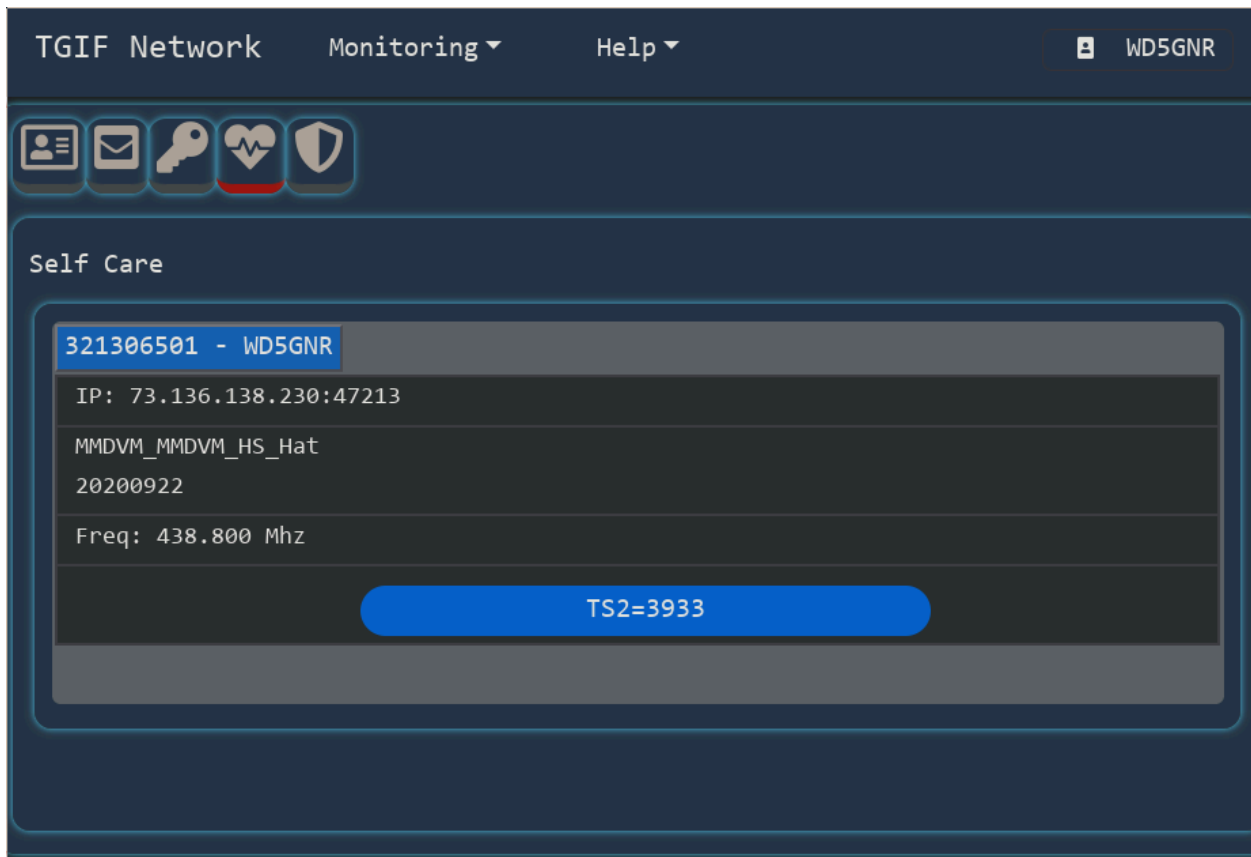 TGIF Network Monitoring Help WD5GNR
Self Care
321306501 - WD5GNR
IP: 73.136.138.230:47213
MMDVM_MMDVM_HS_Hat
20200922
Freq: 438.800 Mhz
TS2=3933